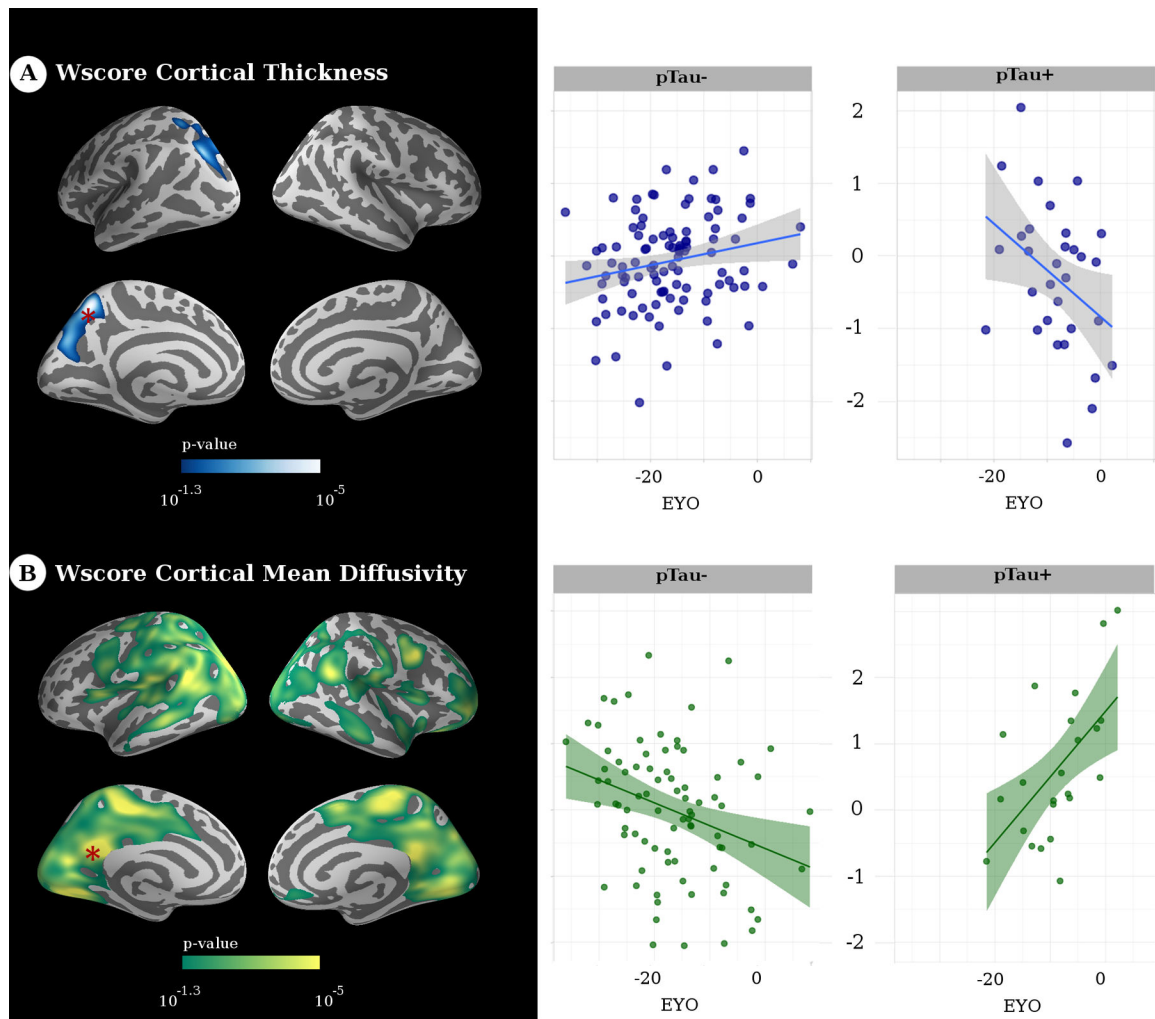 A Wscore Cortical Thickness
pTau-
pTau+
2
1
0
-1
-2
-20 0
EYO
-20 0
EYO
p-value
10^-1.3 10^-5
B Wscore Cortical Mean Diffusivity
pTau-
pTau+
2
1
0
-1
-2
-20 0
EYO
-20 0
EYO
p-value
10^-1.3 10^-5